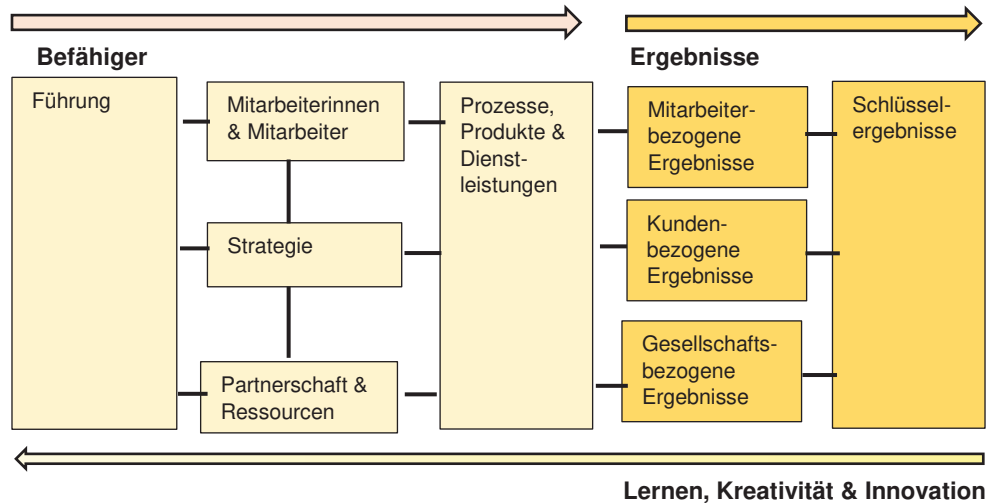 Befähiger
Ergebnisse
Führung
Mitarbeiterinnen
& Mitarbeiter
Strategie
Partnerschaft &
Ressourcen
Prozesse,
Produkte &
Dienst-
leistungen
Mitarbeiter-
bezogene
Ergebnisse
Kunden-
bezogene
Ergebnisse
Gesellschafts-
bezogene
Ergebnisse
Schlüssel-
ergebnisse
Lernen, Kreativität & Innovation